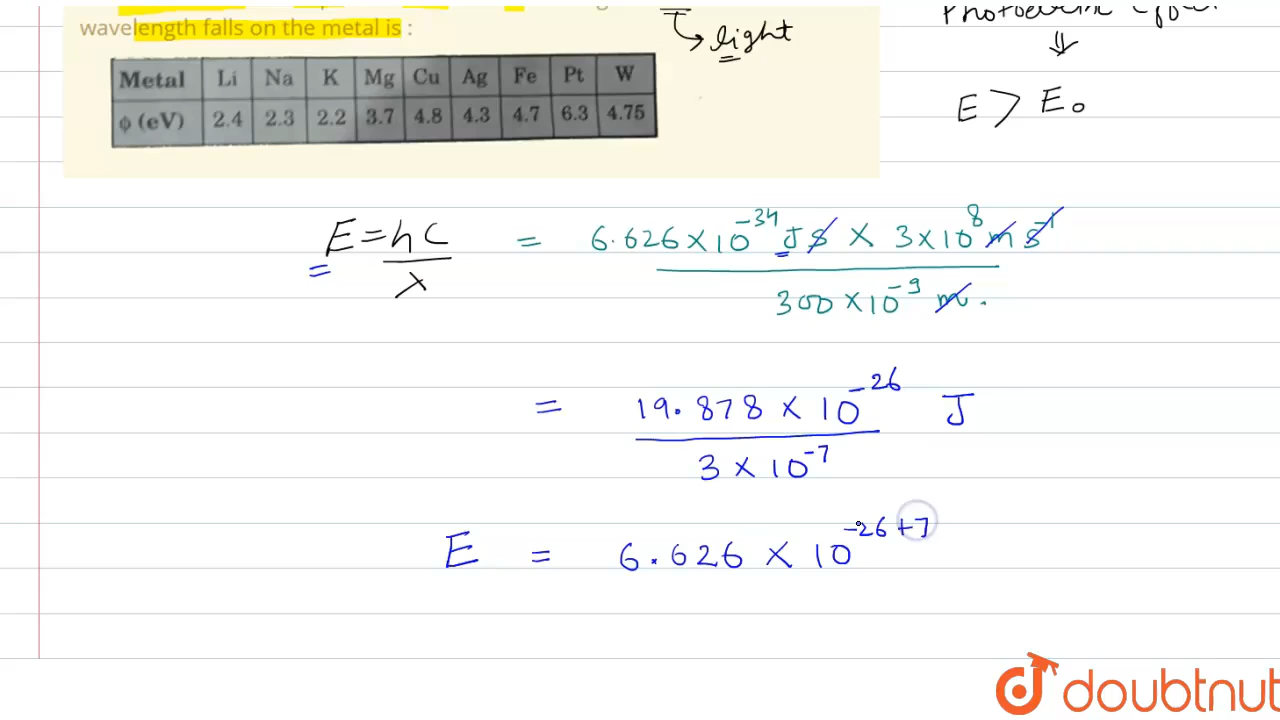 wavelength falls on the metal is :
light
E > E₀
Metal Li Na K Mg Cu Ag Fe Pt W
ϕ (eV) 2.4 2.3 2.2 3.7 4.8 4.3 4.7 6.3 4.75
E = hc/λ = 6.626 × 10⁻³⁴ J s × 3 × 10⁸ m s⁻¹
300 × 10⁻⁹ m.
= 19.878 × 10⁻²⁶ J
3 × 10⁻⁷
E = 6.626 × 10⁻²⁶⁺⁷
doubtnut